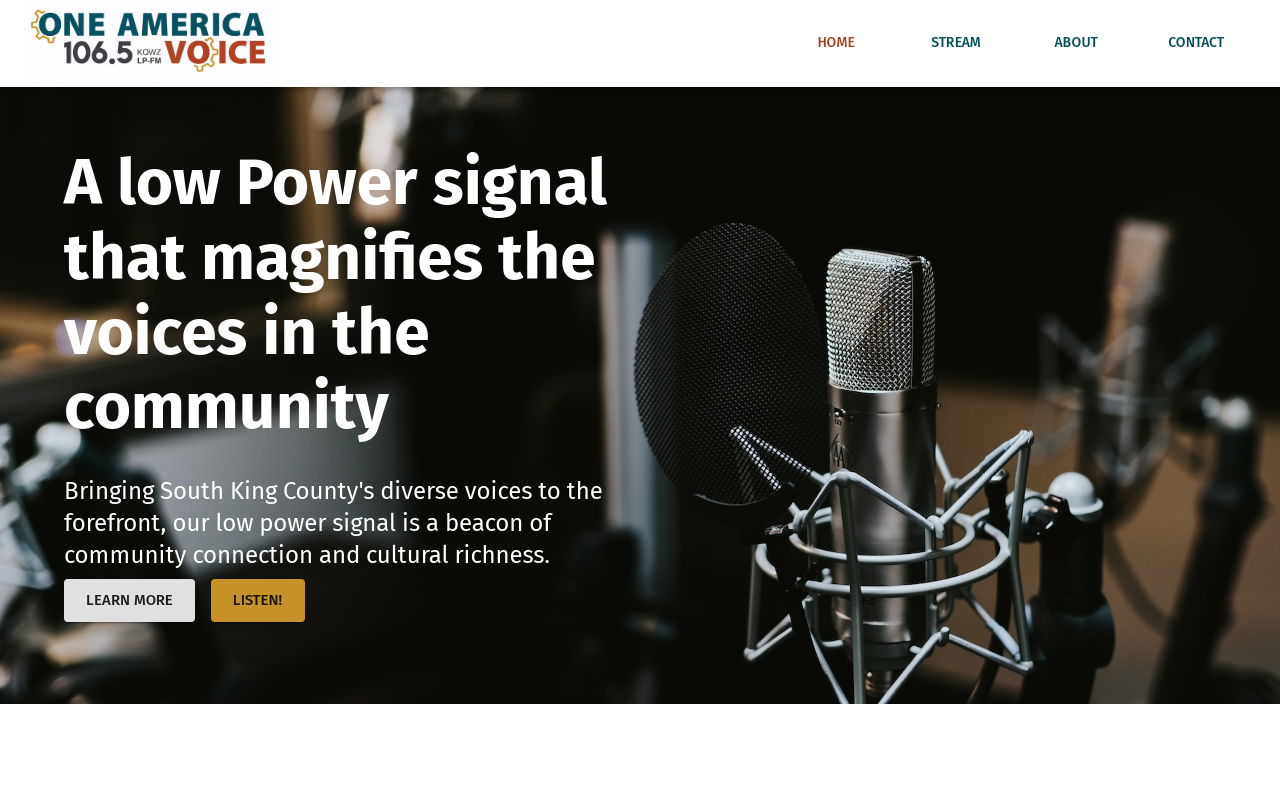 ONE AMERICA
106.5 KQWZ LP-FM VOICE
HOME
STREAM
ABOUT
CONTACT
A low Power signal
that magnifies the
voices in the
community
Bringing South King County's diverse voices to the
forefront, our low power signal is a beacon of
community connection and cultural richness.
LEARN MORE
LISTEN!